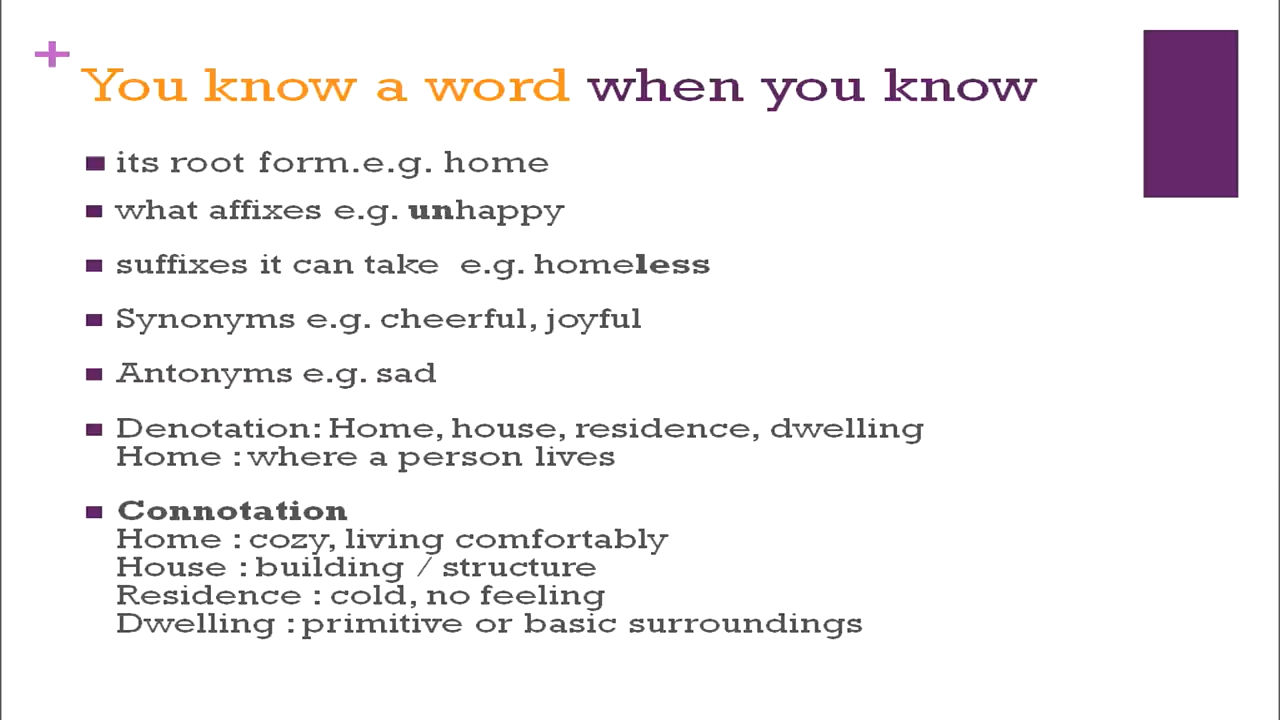 +
You know a word when you know
its root form.e.g. home
what affixes e.g. unhappy
suffixes it can take e.g. homeless
Synonyms e.g. cheerful, joyful
Antonyms e.g. sad
Denotation: Home, house, residence, dwelling
Home : where a person lives
Connotation
Home : cozy, living comfortably
House : building / structure
Residence : cold, no feeling
Dwelling : primitive or basic surroundings